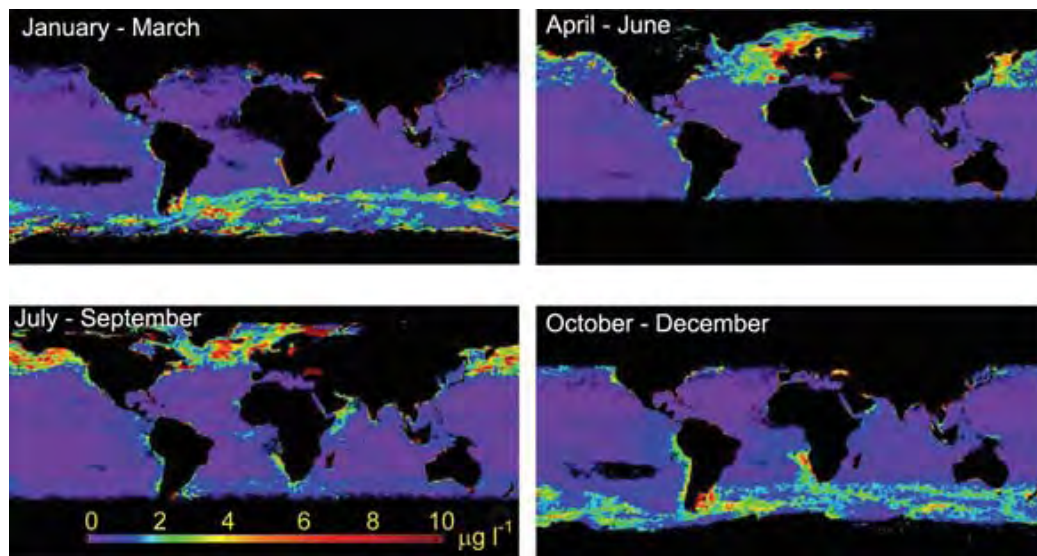 January - March
April - June
July - September
October - December
0 2 4 6 8 10
µg l⁻¹